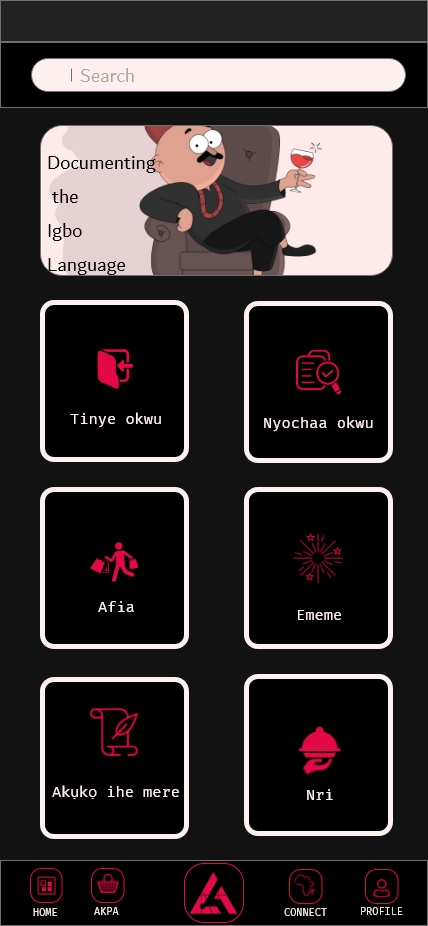 Search
Documenting
the
Igbo
Language
Tinye okwu
Nyochaa okwu
Afia
Ememe
Akụkọ ihe mere
Nri
HOME
AKPA
CONNECT
PROFILE